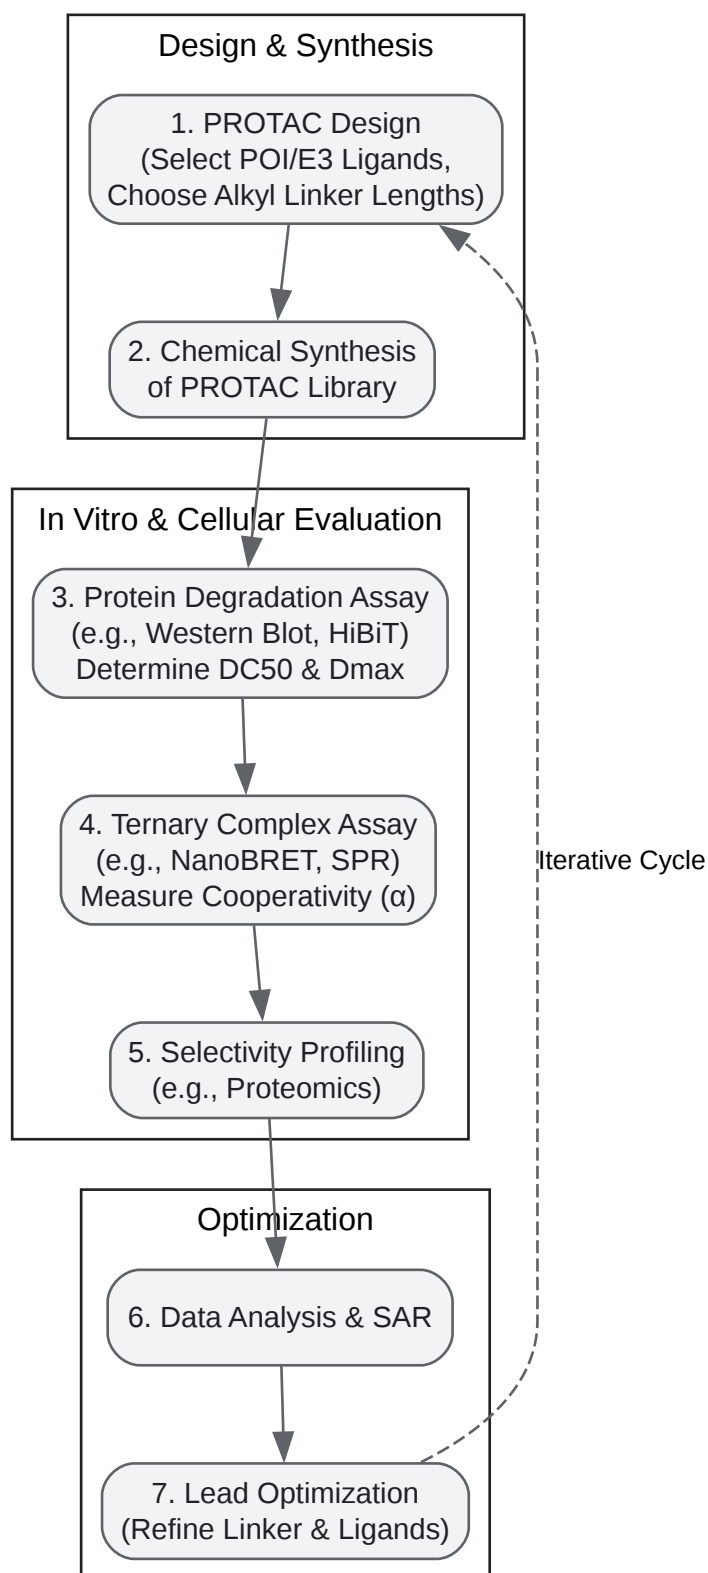 Design & Synthesis
1. PROTAC Design
(Select POI/E3 Ligands,
Choose Alkyl Linker Lengths)
2. Chemical Synthesis
of PROTAC Library
In Vitro & Cellular Evaluation
3. Protein Degradation Assay
(e.g., Western Blot, HiBiT)
Determine DC50 & Dmax
4. Ternary Complex Assay
(e.g., NanoBRET, SPR)
Measure Cooperativity (α)
Iterative Cycle
5. Selectivity Profiling
(e.g., Proteomics)
Optimization
6. Data Analysis & SAR
7. Lead Optimization
(Refine Linker & Ligands)